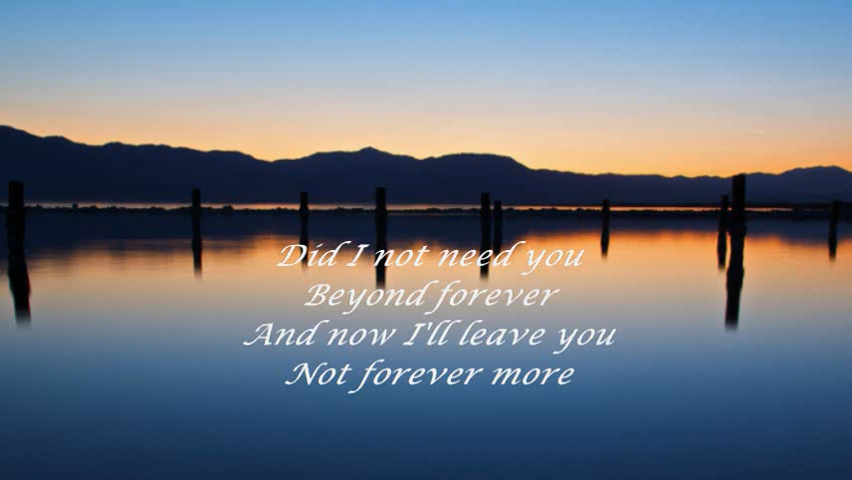 Did I not need you
Beyond forever
And now I'll leave you
Not forever more